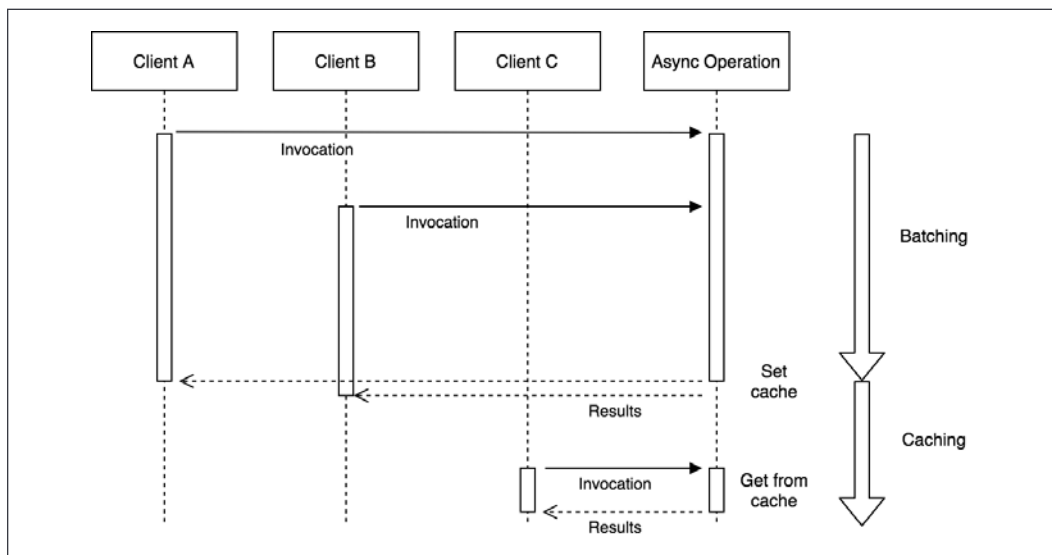 Client A
Client B
Client C
Async Operation
Invocation
Invocation
Batching
Set
cache
Results
Caching
Invocation
Get from
cache
Results